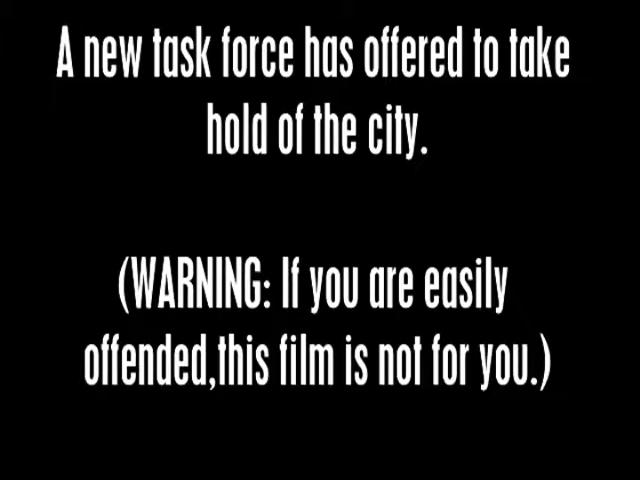 A new task force has offered to take
hold of the city.
(WARNING: If you are easily
offended,this film is not for you.)